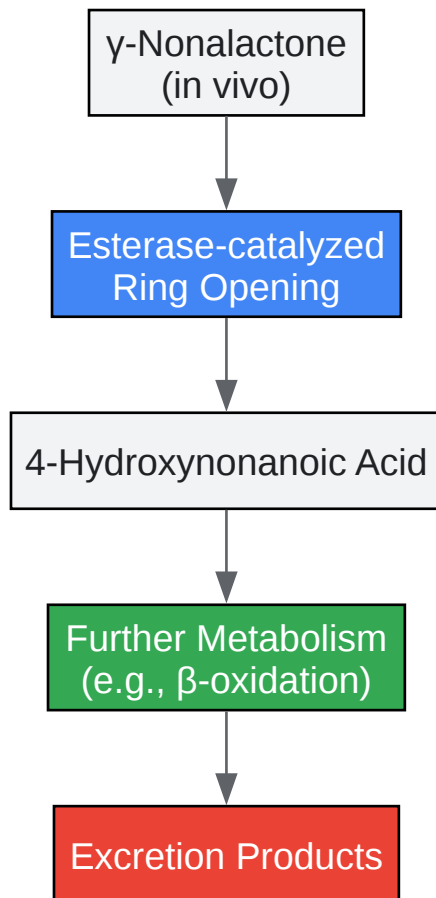 γ-Nonalactone
(in vivo)
Esterase-catalyzed
Ring Opening
4-Hydroxynonanoic Acid
Further Metabolism
(e.g., β-oxidation)
Excretion Products